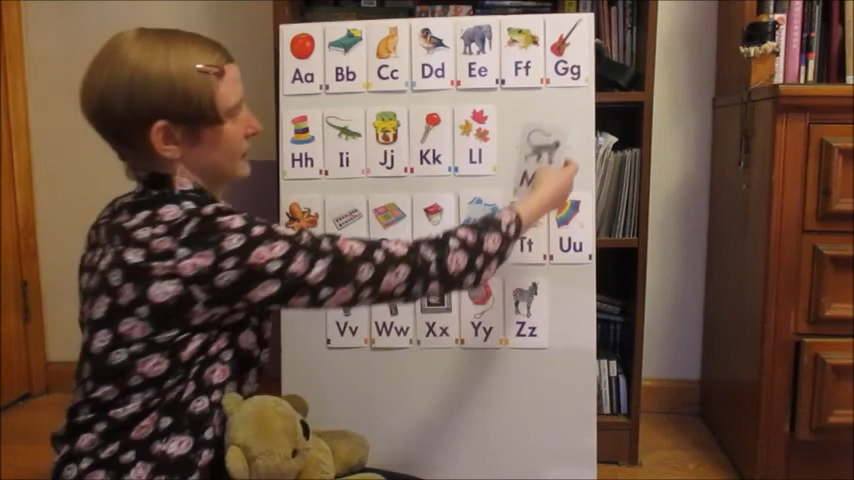 Aa Bb Cc Dd Ee Ff Gg
Hh Ii Jj Kk Ll M
Tt Uu
Vv Ww Xx Yy Zz